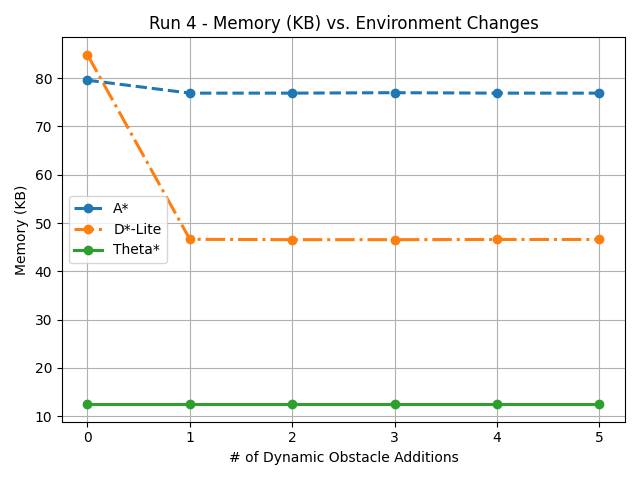 Run 4 - Memory (KB) vs. Environment Changes
Memory (KB)
80
70
60
50
40
30
20
10
A*
D*-Lite
Theta*
0 1 2 3 4 5
# of Dynamic Obstacle Additions